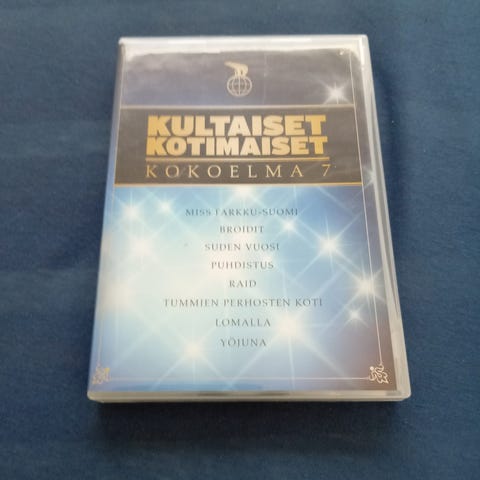 KULTAISET
KOTIMAISET
KOKOELMA 7
MISS FARKKU-SUOMI
BROIDIT
SUDEN VUOSI
PUHDISTUS
RAID
TUMMIEN PERHOSTEN KOTI
LOMALLA
YÖJUNA